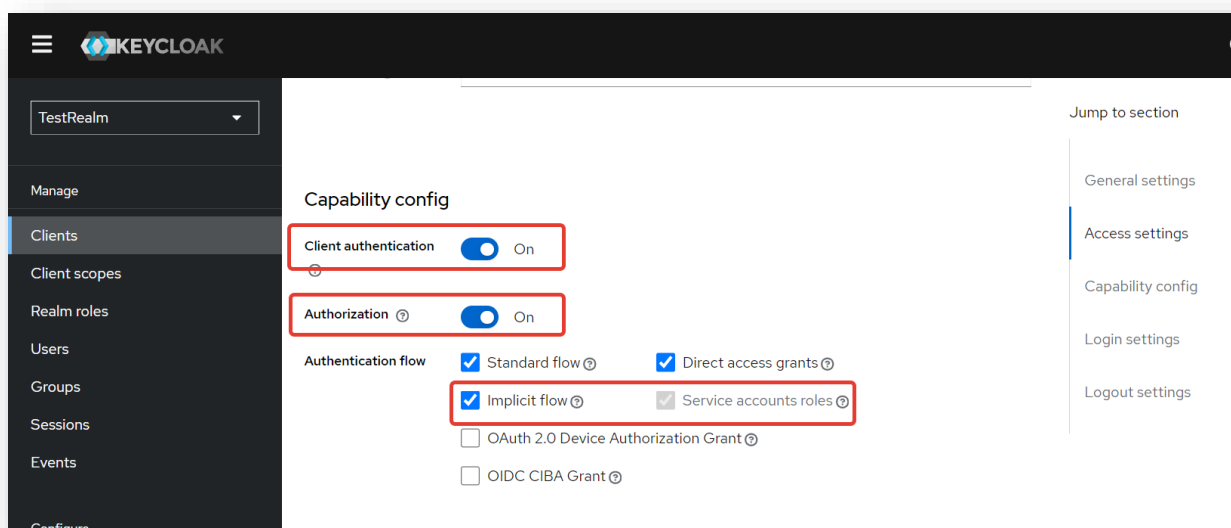 KEYCLOAK
TestRealm
Manage
Clients
Client scopes
Realm roles
Users
Groups
Sessions
Events
Configure
Capability config
Client authentication On
Authorization On
Authentication flow Standard flow Direct access grants
Implicit flow Service accounts roles
OAuth 2.0 Device Authorization Grant
OIDC CIBA Grant
Jump to section
General settings
Access settings
Capability config
Login settings
Logout settings